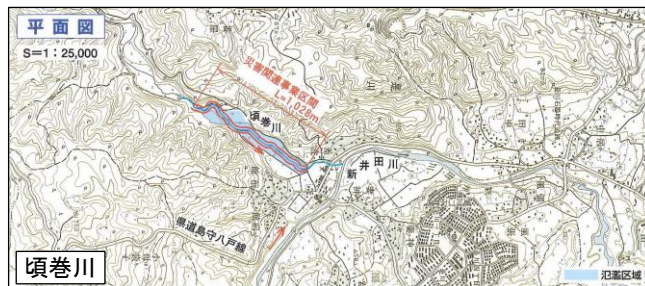 平面図
S=1:25,000
災害関連事業区間
L=1,028m
頃巻川
新井田川
県道島守八戸線
頃巻川
氾濫区域